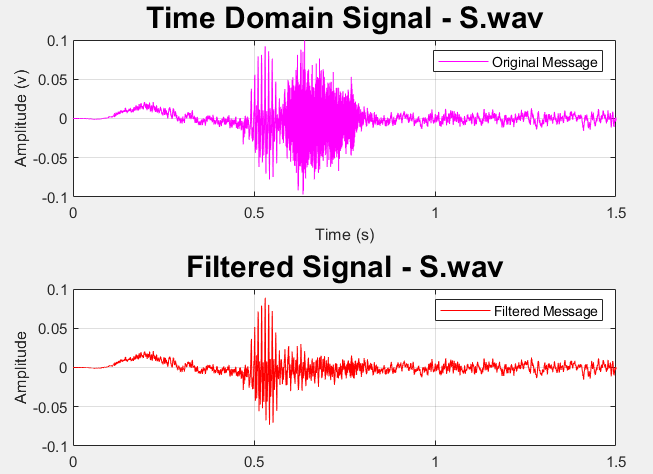 Time Domain Signal - S.wav
0.1
0.05
0
-0.05
-0.1
Amplitude (v)
Original Message
0
0.5
1
1.5
Time (s)
Filtered Signal - S.wav
0.1
0.05
0
-0.05
-0.1
Amplitude
Filtered Message
0
0.5
1
1.5